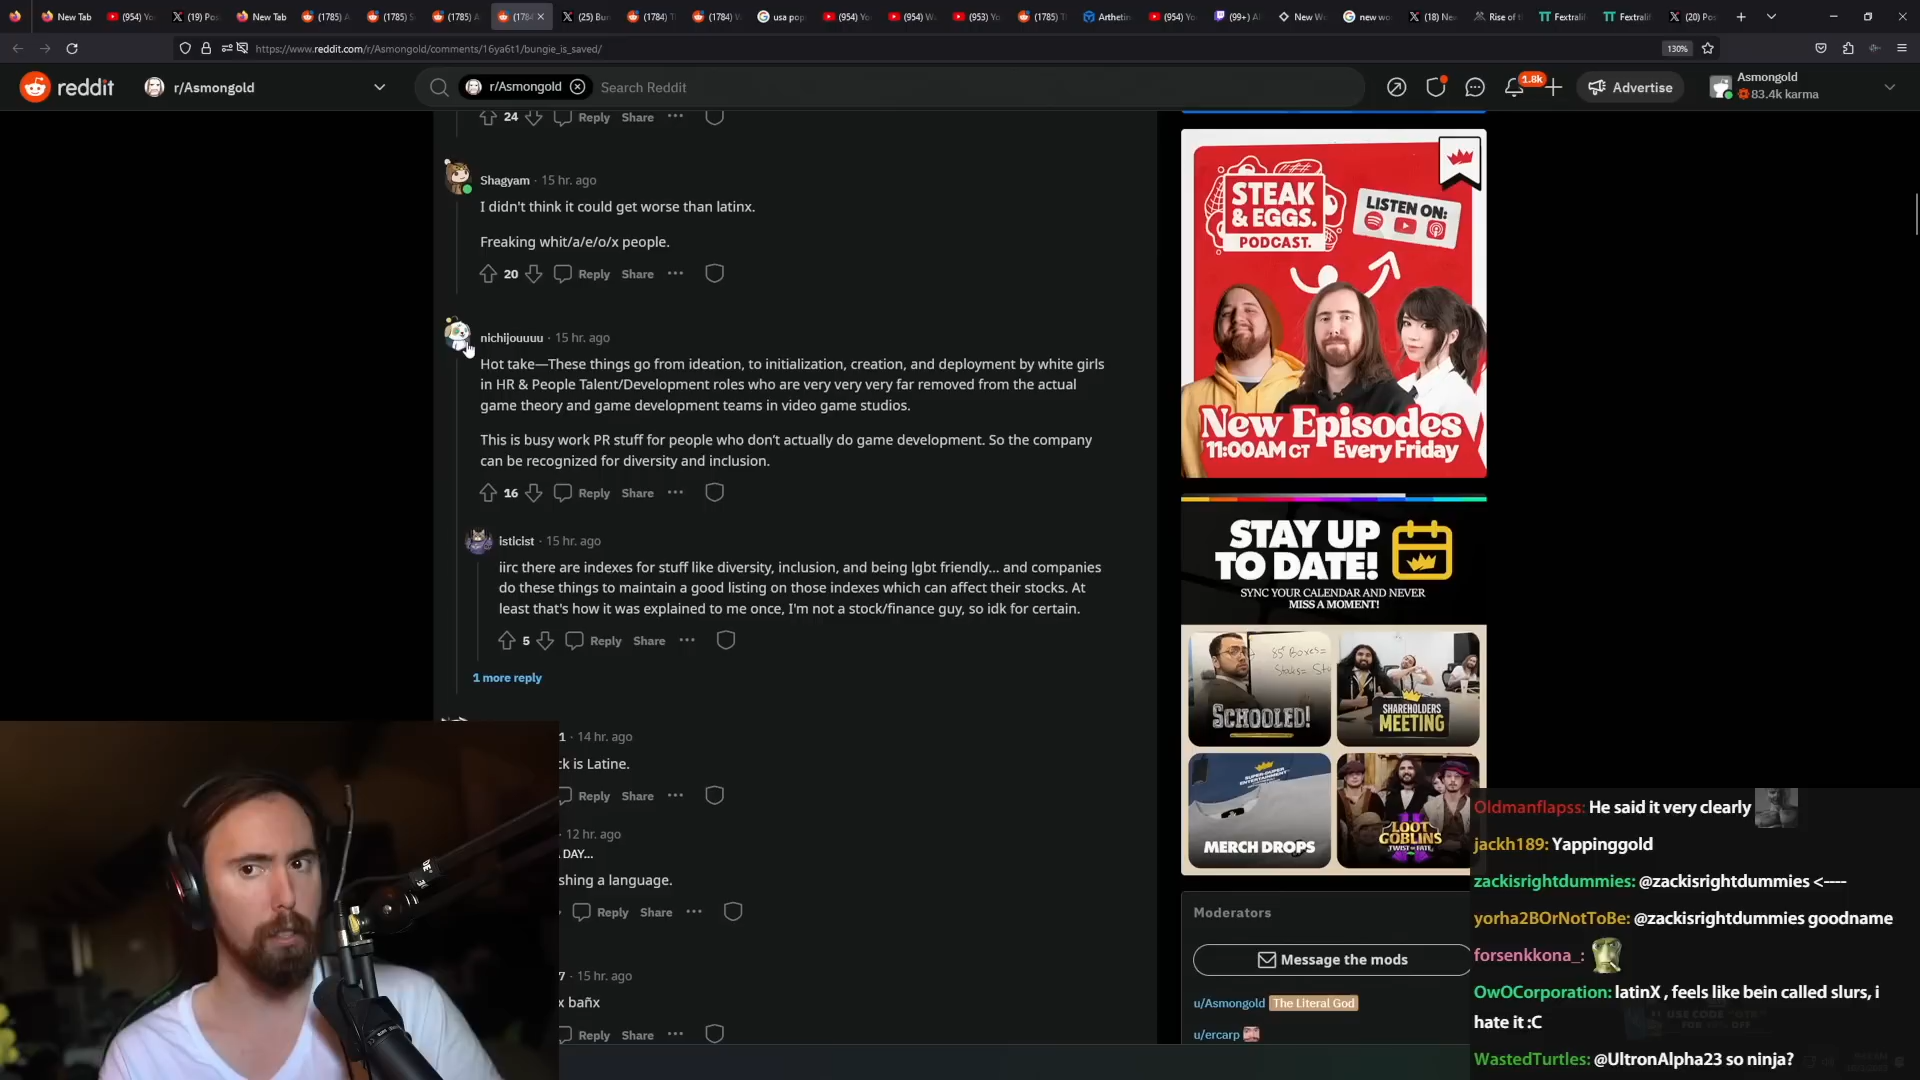 New Tab
(954) Yo
(19) Pos
New Tab
(1785) A
(1785) S
(1785) A
(1784
(25) Bun
(1784) T
(1784) W
usa pop
(954) Yo
(954) W
(953) Yo
(1785) T
Arthetin
(954) Yo
(99+) Al
New W
new wo
(18) Ne
Rise of t
Fextralif
Fextralif
(20) Po
https://www.reddit.com/r/Asmongold/comments/16ya6t1/bungie_is_saved/
130%
reddit
r/Asmongold
r/Asmongold
Search Reddit
1.8k
Advertise
Asmongold
83.4k karma
24 Reply Share
Shagyam · 15 hr. ago
I didn't think it could get worse than latinx.
Freaking whit/a/e/o/x people.
20 Reply Share
nichijouuuu · 15 hr. ago
Hot take—These things go from ideation, to initialization, creation, and deployment by white girls
in HR & People Talent/Development roles who are very very very far removed from the actual
game theory and game development teams in video game studios.
This is busy work PR stuff for people who don't actually do game development. So the company
can be recognized for diversity and inclusion.
16 Reply Share
isticist · 15 hr. ago
iirc there are indexes for stuff like diversity, inclusion, and being lgbt friendly... and companies
do these things to maintain a good listing on those indexes which can affect their stocks. At
least that's how it was explained to me once, I'm not a stock/finance guy, so idk for certain.
5 Reply Share
1 more reply
1 · 14 hr. ago
ck is Latine.
Reply Share
· 12 hr. ago
DAY...
shing a language.
Reply Share
7 · 15 hr. ago
x bañx
Reply Share
STEAK
& EGGS.
PODCAST.
LISTEN ON:
New Episodes
11:00AM CT Every Friday
STAY UP
TO DATE!
SYNC YOUR CALENDAR AND NEVER
MISS A MOMENT!
85 Boxes=
SCHOOLED!
SHAREHOLDERS
MEETING
MERCH DROPS
LOOT
GOBLINS
TWIST OF FATE
Moderators
Message the mods
u/Asmongold The Literal God
u/ercarp
Oldmanflapss: He said it very clearly
jackh189: Yappinggold
zackisrightdummies: @zackisrightdummies <----
yorha2BOrNotToBe: @zackisrightdummies goodname
forsenkkona_:
OwOCorporation: latinX , feels like bein called slurs, i
hate it :C
WastedTurtles: @UltronAlpha23 so ninja?